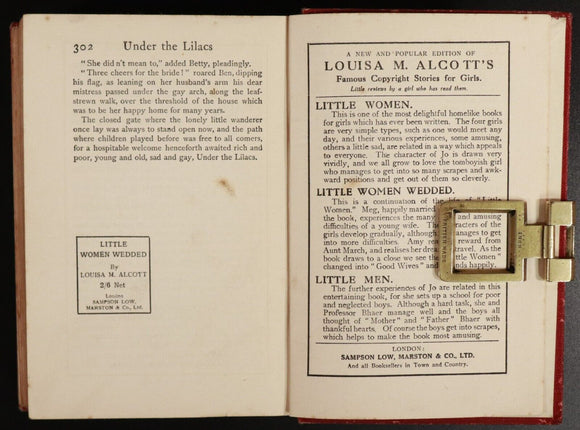 302 Under the Lilacs
"She did n't mean to," added Betty, pleadingly.
"Three cheers for the bride!" roared Ben, dipping
his flag, as leaning on her husband's arm his dear
mistress passed under the gay arch, along the leaf-
strewn walk, over the threshold of the house which
was to be her happy home for many years.
The closed gate where the lonely little wanderer
once lay was always to stand open now, and the path
where children played before was free to all comers,
for a hospitable welcome henceforth awaited rich and
poor, young and old, sad and gay, Under the Lilacs.
LITTLE
WOMEN WEDDED
By
LOUISA M. ALCOTT
2/6 Net
London
SAMPSON LOW,
MARSTON & Co., Ltd.
A NEW AND POPULAR EDITION OF
LOUISA M. ALCOTT'S
Famous Copyright Stories for Girls.
Little reviews by a girl who has read them.
LITTLE WOMEN.
This is one of the most delightful homelike books
for girls which has ever been written. The four girls
are very simple types, such as one would meet any
day, and their various experiences, some amusing,
others a little sad, are related in a way which appeals
to everyone. The character of Jo is drawn very
vividly, and we all grow to love the tomboyish girl
who manages to get into so many scrapes and awk-
ward positions and get out of them so cleverly.
LITTLE WOMEN WEDDED.
This is a continuation of the life of "Little
Women." Meg, happily married and amusing
the book, experiences the many
difficulties of a young wife. The characters of the
girls develop gradually, although manages to get
into more difficulties. Amy reward from
Aunt March, and realises her dream travel. As the
book draws to a close we see the "Little Women"
changed into "Good Wives" and ends happily.
LITTLE MEN.
The further experiences of Jo are related in this
entertaining book, for she sets up a school for poor
and neglected boys. Although a hard task, she and
Professor Bhaer manage well and the boys all
thought of "Mother" and "Father" Bhaer with
thankful hearts. Of course the boys get into scrapes,
which helps to make the book most amusing.
LONDON:
SAMPSON LOW, MARSTON & CO., LTD.
And all Booksellers in Town and Country.